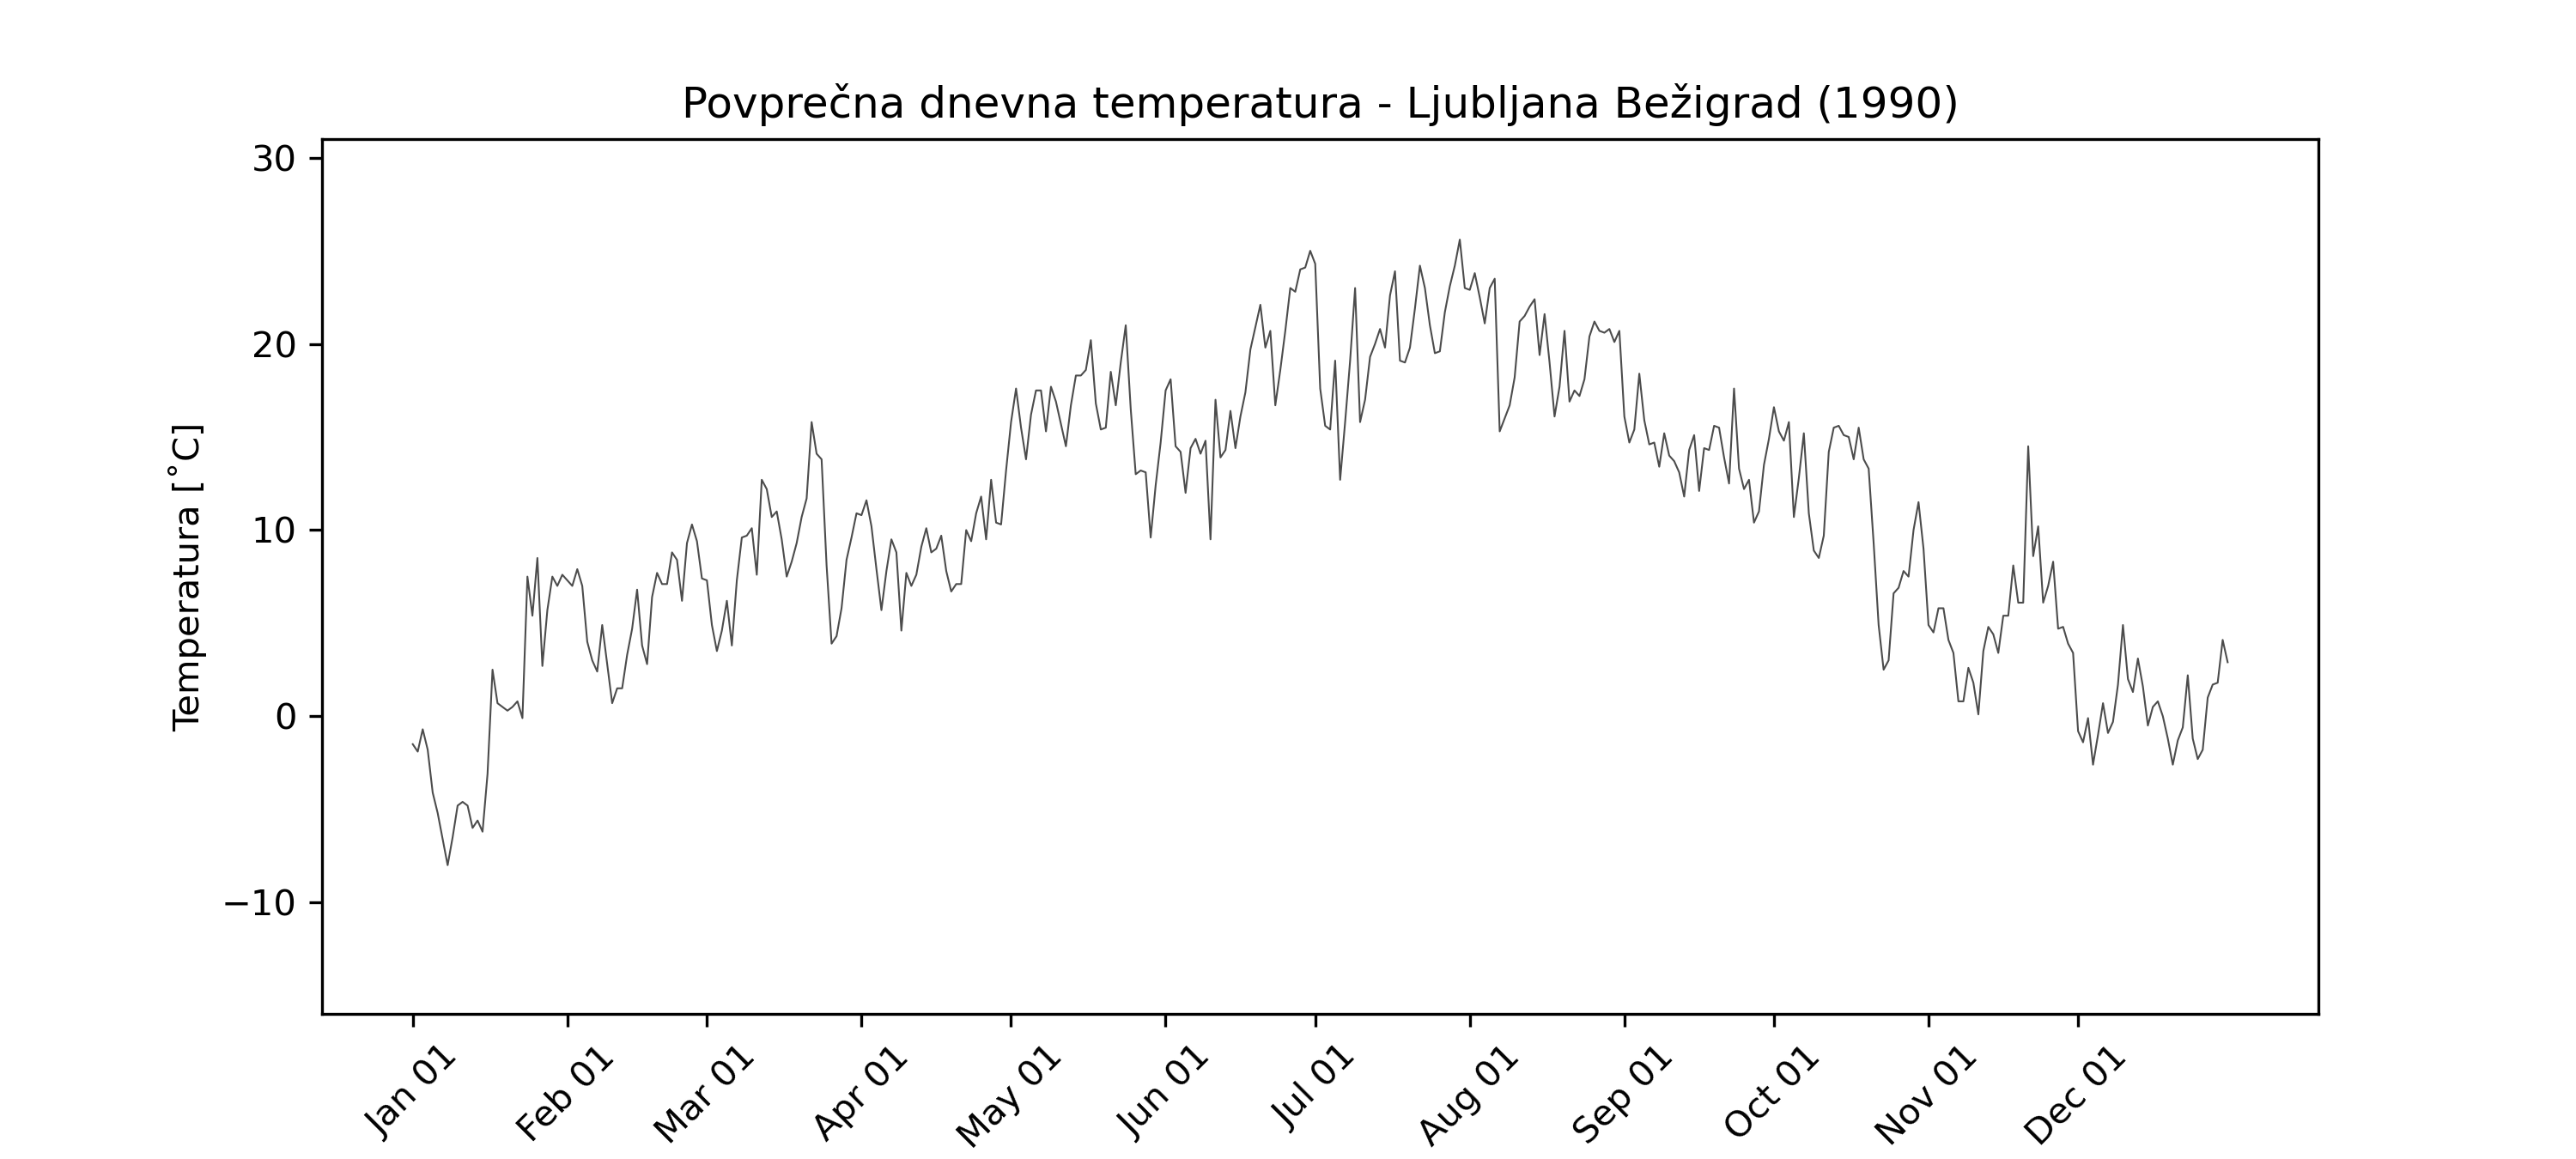 Povprečna dnevna temperatura - Ljubljana Bežigrad (1990)
Temperatura [°C]
30
20
10
0
−10
Jan 01
Feb 01
Mar 01
Apr 01
May 01
Jun 01
Jul 01
Aug 01
Sep 01
Oct 01
Nov 01
Dec 01